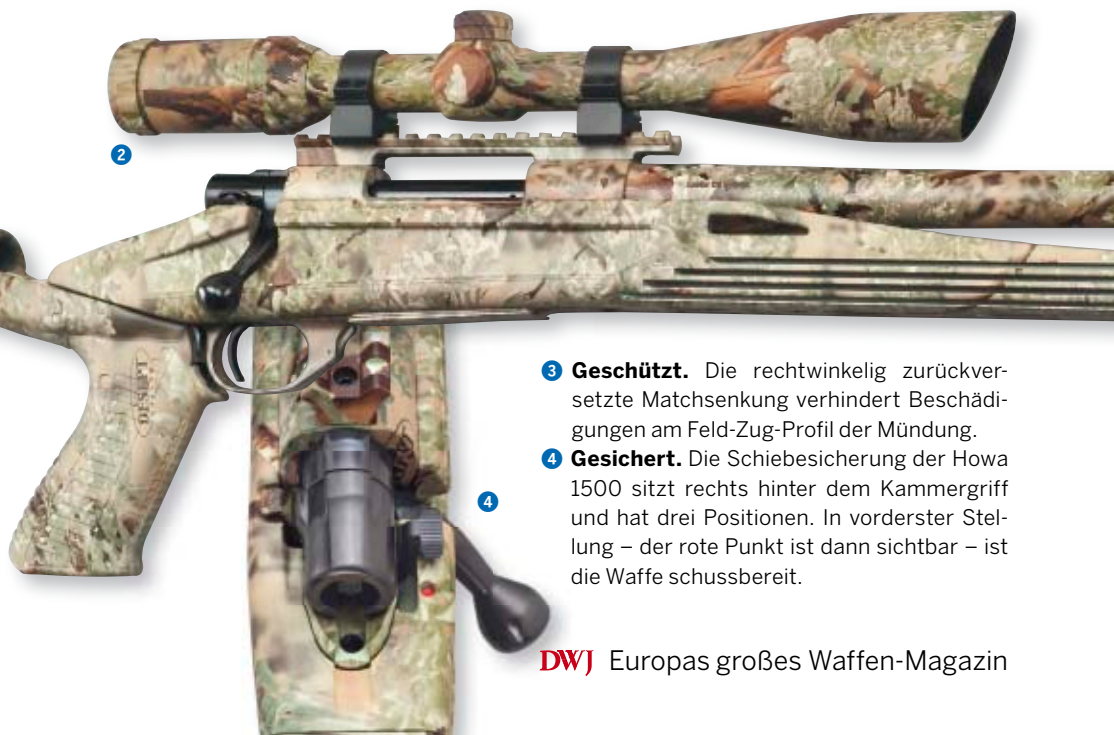 2
DESERT
4
3 Geschützt. Die rechtwinkelig zurückver-
setzte Matchsenkung verhindert Beschädi-
gungen am Feld-Zug-Profil der Mündung.
4 Gesichert. Die Schiebesicherung der Howa
1500 sitzt rechts hinter dem Kammergriff
und hat drei Positionen. In vorderster Stel-
lung – der rote Punkt ist dann sichtbar – ist
die Waffe schussbereit.
DWJ Europas großes Waffen-Magazin